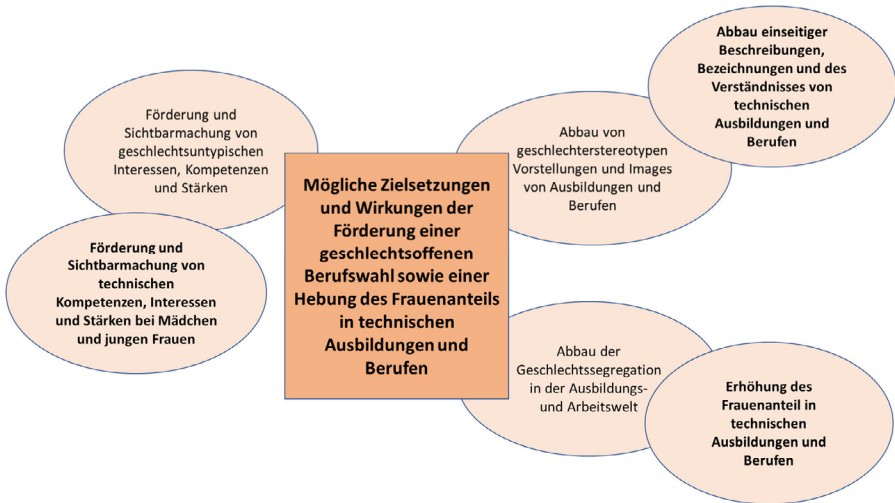 Förderung und
Sichtbarmachung von
geschlechtsuntypischen
Interessen, Kompetenzen
und Stärken
Förderung und
Sichtbarmachung von
technischen
Kompetenzen, Interessen
und Stärken bei Mädchen
und jungen Frauen
Mögliche Zielsetzungen
und Wirkungen der
Förderung einer
geschlechtsoffenen
Berufswahl sowie einer
Hebung des Frauenanteils
in technischen
Ausbildungen und
Berufen
Abbau einseitiger
Beschreibungen,
Bezeichnungen und des
Verständnisses von
technischen
Ausbildungen und
Berufen
Abbau von
geschlechterstereotypen
Vorstellungen und Images
von Ausbildungen und
Berufen
Abbau der
Geschlechtssegregation
in der Ausbildungs-
und Arbeitswelt
Erhöhung des
Frauenanteil in
technischen
Ausbildungen und
Berufen